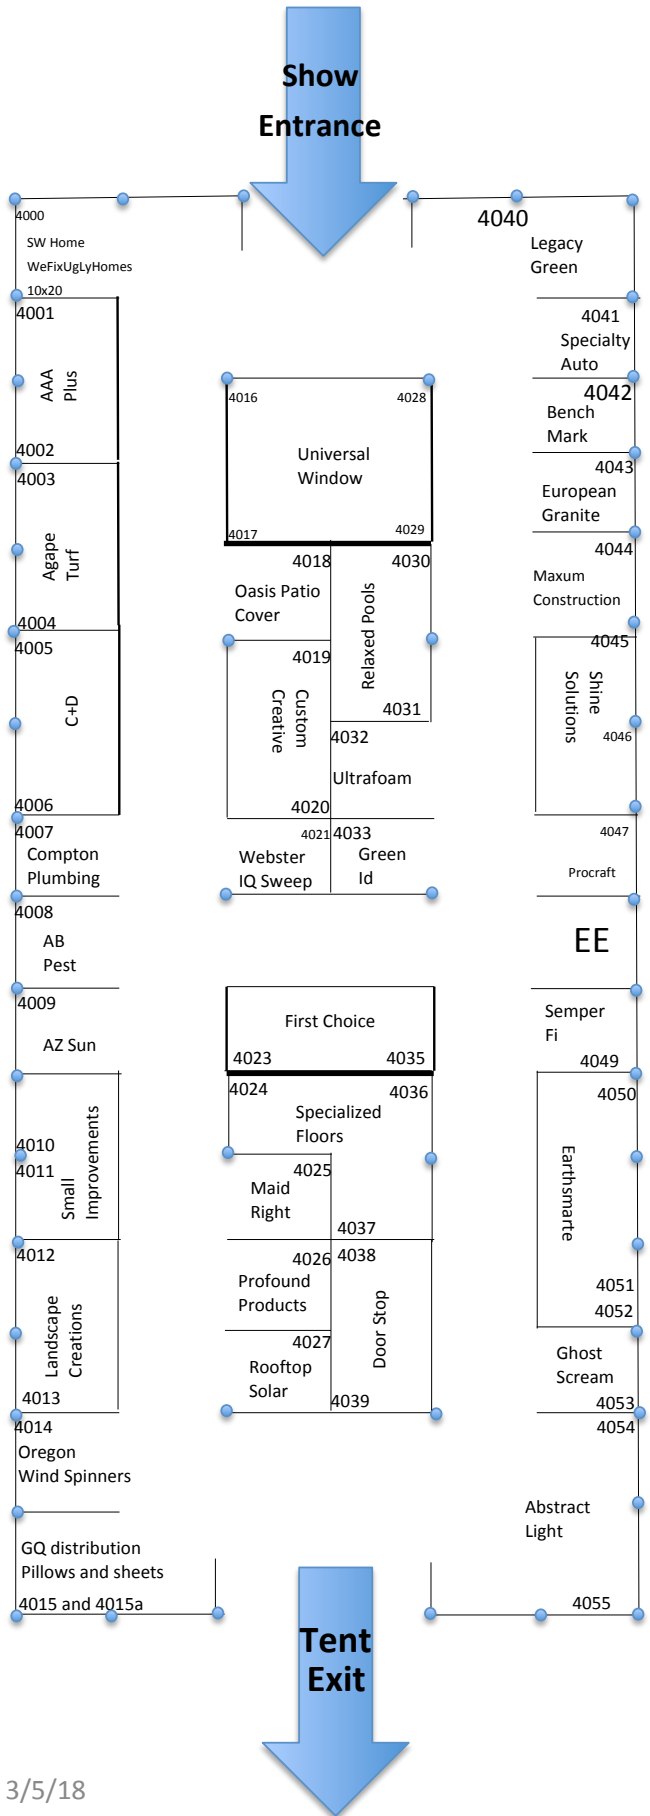 Show
Entrance
4000
SW Home
WeFixUgLyHomes
10x20
4001
AAA
Plus
4002
4003
Agape
Turf
4004
4005
C+D
4006
4007
Compton
Plumbing
4008
AB
Pest
4009
AZ Sun
4010
4011
Small
Improvements
4012
Landscape
Creations
4013
4014
Oregon
Wind Spinners
GQ distribution
Pillows and sheets
4015 and 4015a
4016
4028
Universal
Window
4017
4029
4018
4030
Oasis Patio
Cover
Relaxed Pools
4019
Custom
Creative
4031
4032
Ultrafoam
4020
4021
4033
Webster
IQ Sweep
Green
Id
First Choice
4023
4035
4024
4036
Specialized
Floors
4025
Maid
Right
4037
4026
4038
Profound
Products
Door Stop
4027
Rooftop
Solar
4039
4040
Legacy
Green
4041
Specialty
Auto
4042
Bench
Mark
4043
European
Granite
4044
Maxum
Construction
4045
Shine
Solutions
4046
4047
Procraft
EE
Semper
Fi
4049
4050
Earthsmarte
4051
4052
Ghost
Scream
4053
4054
Abstract
Light
4055
Tent
Exit
3/5/18